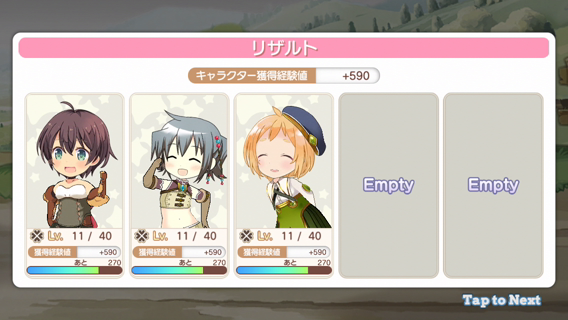 リザルト
キャラクター獲得経験値 +590
Lv. 11 / 40
獲得経験値 +590
あと 270
Lv. 11 / 40
獲得経験値 +590
あと 270
Lv. 11 / 40
獲得経験値 +590
あと 270
Empty
Empty
Tap to Next